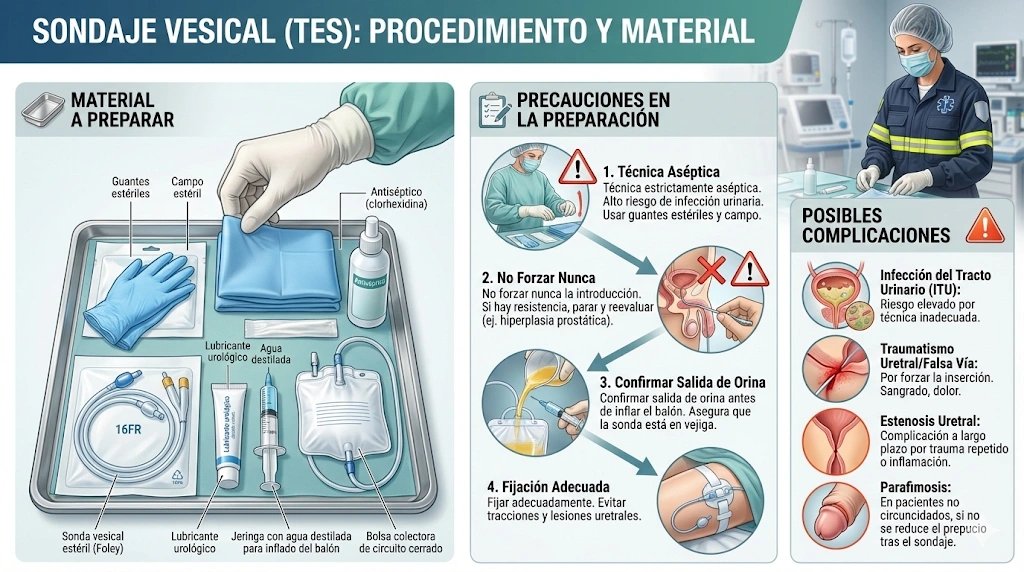 SONDAJE VESICAL (TES): PROCEDIMIENTO Y MATERIAL
MATERIAL
A PREPARAR
Guantes
estériles
Campo
estéril
Antiséptico
(clorhexidina)
Lubricante
urológico
Agua
destilada
16FR
Lubricante urológico
Sonda vesical
estéril (Foley)
Lubricante
urológico
Jeringa con agua destilada
para inflado del balón
Bolsa colectora
de circuito cerrado
PRECAUCIONES EN
LA PREPARACIÓN
1. Técnica Aséptica
Técnica estrictamente aséptica.
Alto riesgo de infección urinaria.
Usar guantes estériles y campo.
2. No Forzar Nunca
No forzar nunca la introducción.
Si hay resistencia, parar y reevaluar
(ej. hiperplasia prostática).
3. Confirmar Salida de Orina
Confirmar salida de orina antes
de inflar el balón. Asegura que
la sonda está en vejiga.
4. Fijación Adecuada
Fijar adecuadamente. Evitar
tracciones y lesiones uretrales.
POSIBLES
COMPLICACIONES
Infección del Tracto
Urinario (ITU):
Riesgo elevado por
técnica inadecuada.
Traumatismo
Uretral/Falsa Vía:
Por forzar la inserción.
Sangrado, dolor.
Estenosis Uretral:
Complicación a largo
plazo por trauma repetido
o inflamación.
Parafimosis:
En pacientes no
circuncidados, si no
se reduce el prepucio
tras el sondaje.